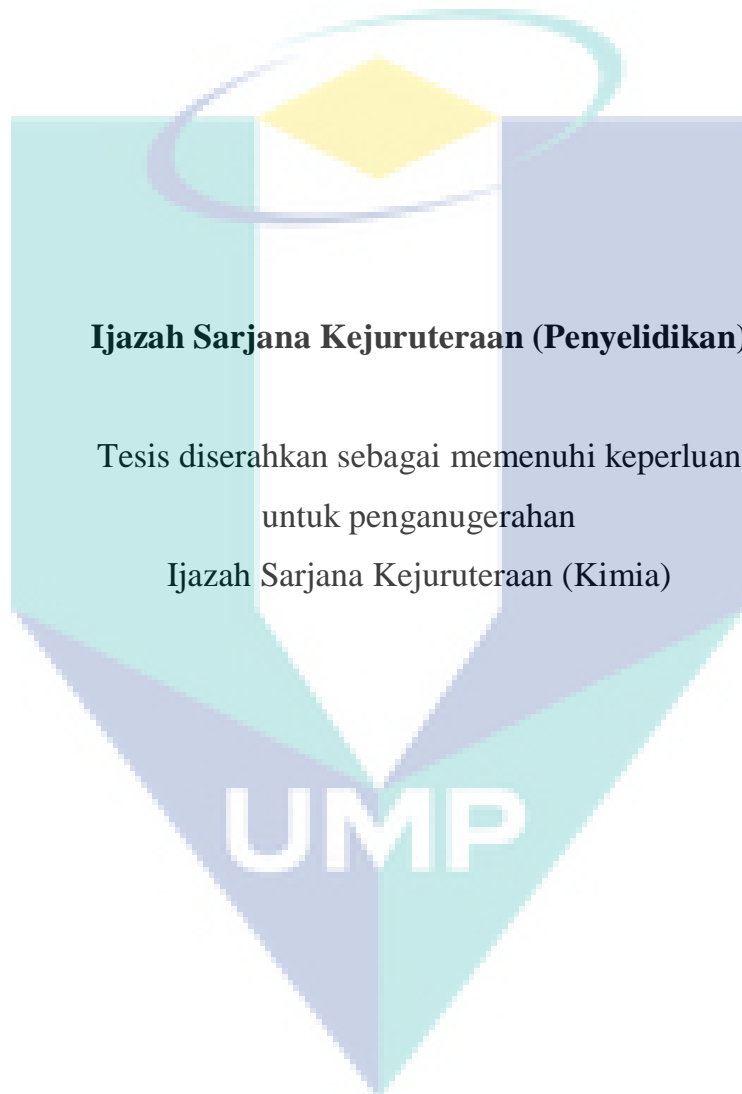 Ijazah Sarjana Kejuruteraan (Penyelidikan)
Tesis diserahkan sebagai memenuhi keperluan
untuk penganugerahan
Ijazah Sarjana Kejuruteraan (Kimia)
UMP